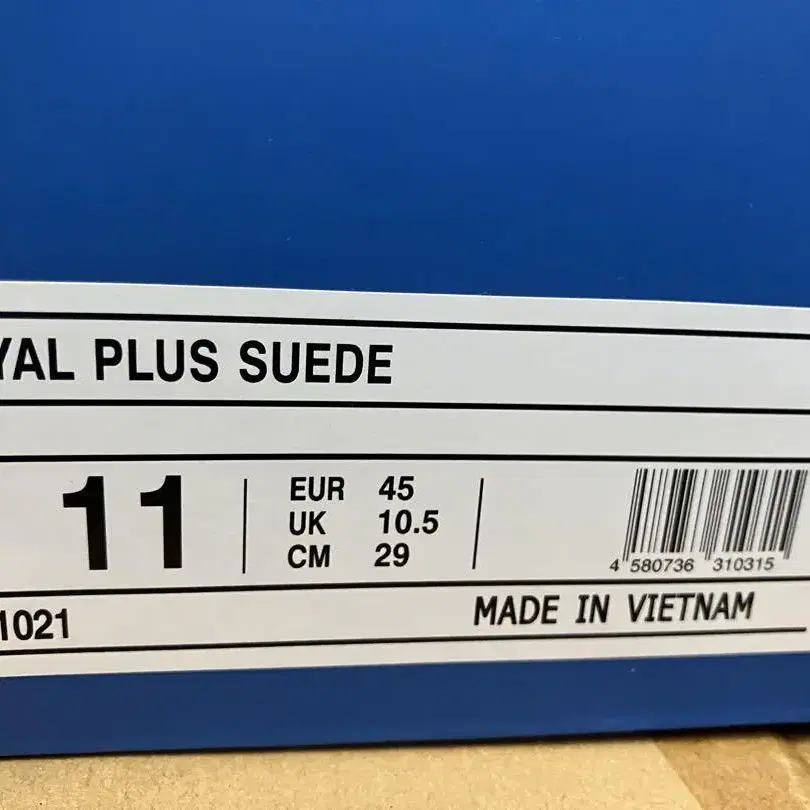 YAL PLUS SUEDE
11
EUR 45
UK 10.5
CM 29
4 580736 310315
1021
MADE IN VIETNAM